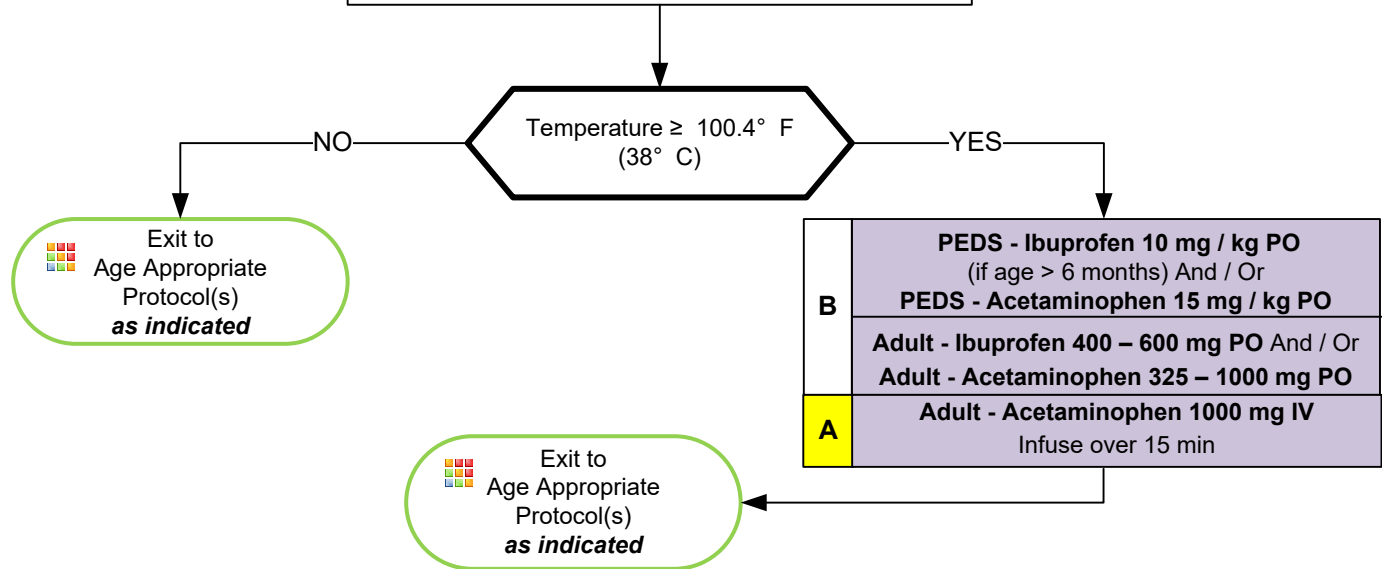 Temperature ≥ 100.4° F
(38° C)
NO
YES
Exit to
Age Appropriate
Protocol(s)
as indicated
B
PEDS - Ibuprofen 10 mg / kg PO
(if age > 6 months) And / Or
PEDS - Acetaminophen 15 mg / kg PO
Adult - Ibuprofen 400 – 600 mg PO And / Or
Adult - Acetaminophen 325 – 1000 mg PO
A
Adult - Acetaminophen 1000 mg IV
Infuse over 15 min
Exit to
Age Appropriate
Protocol(s)
as indicated